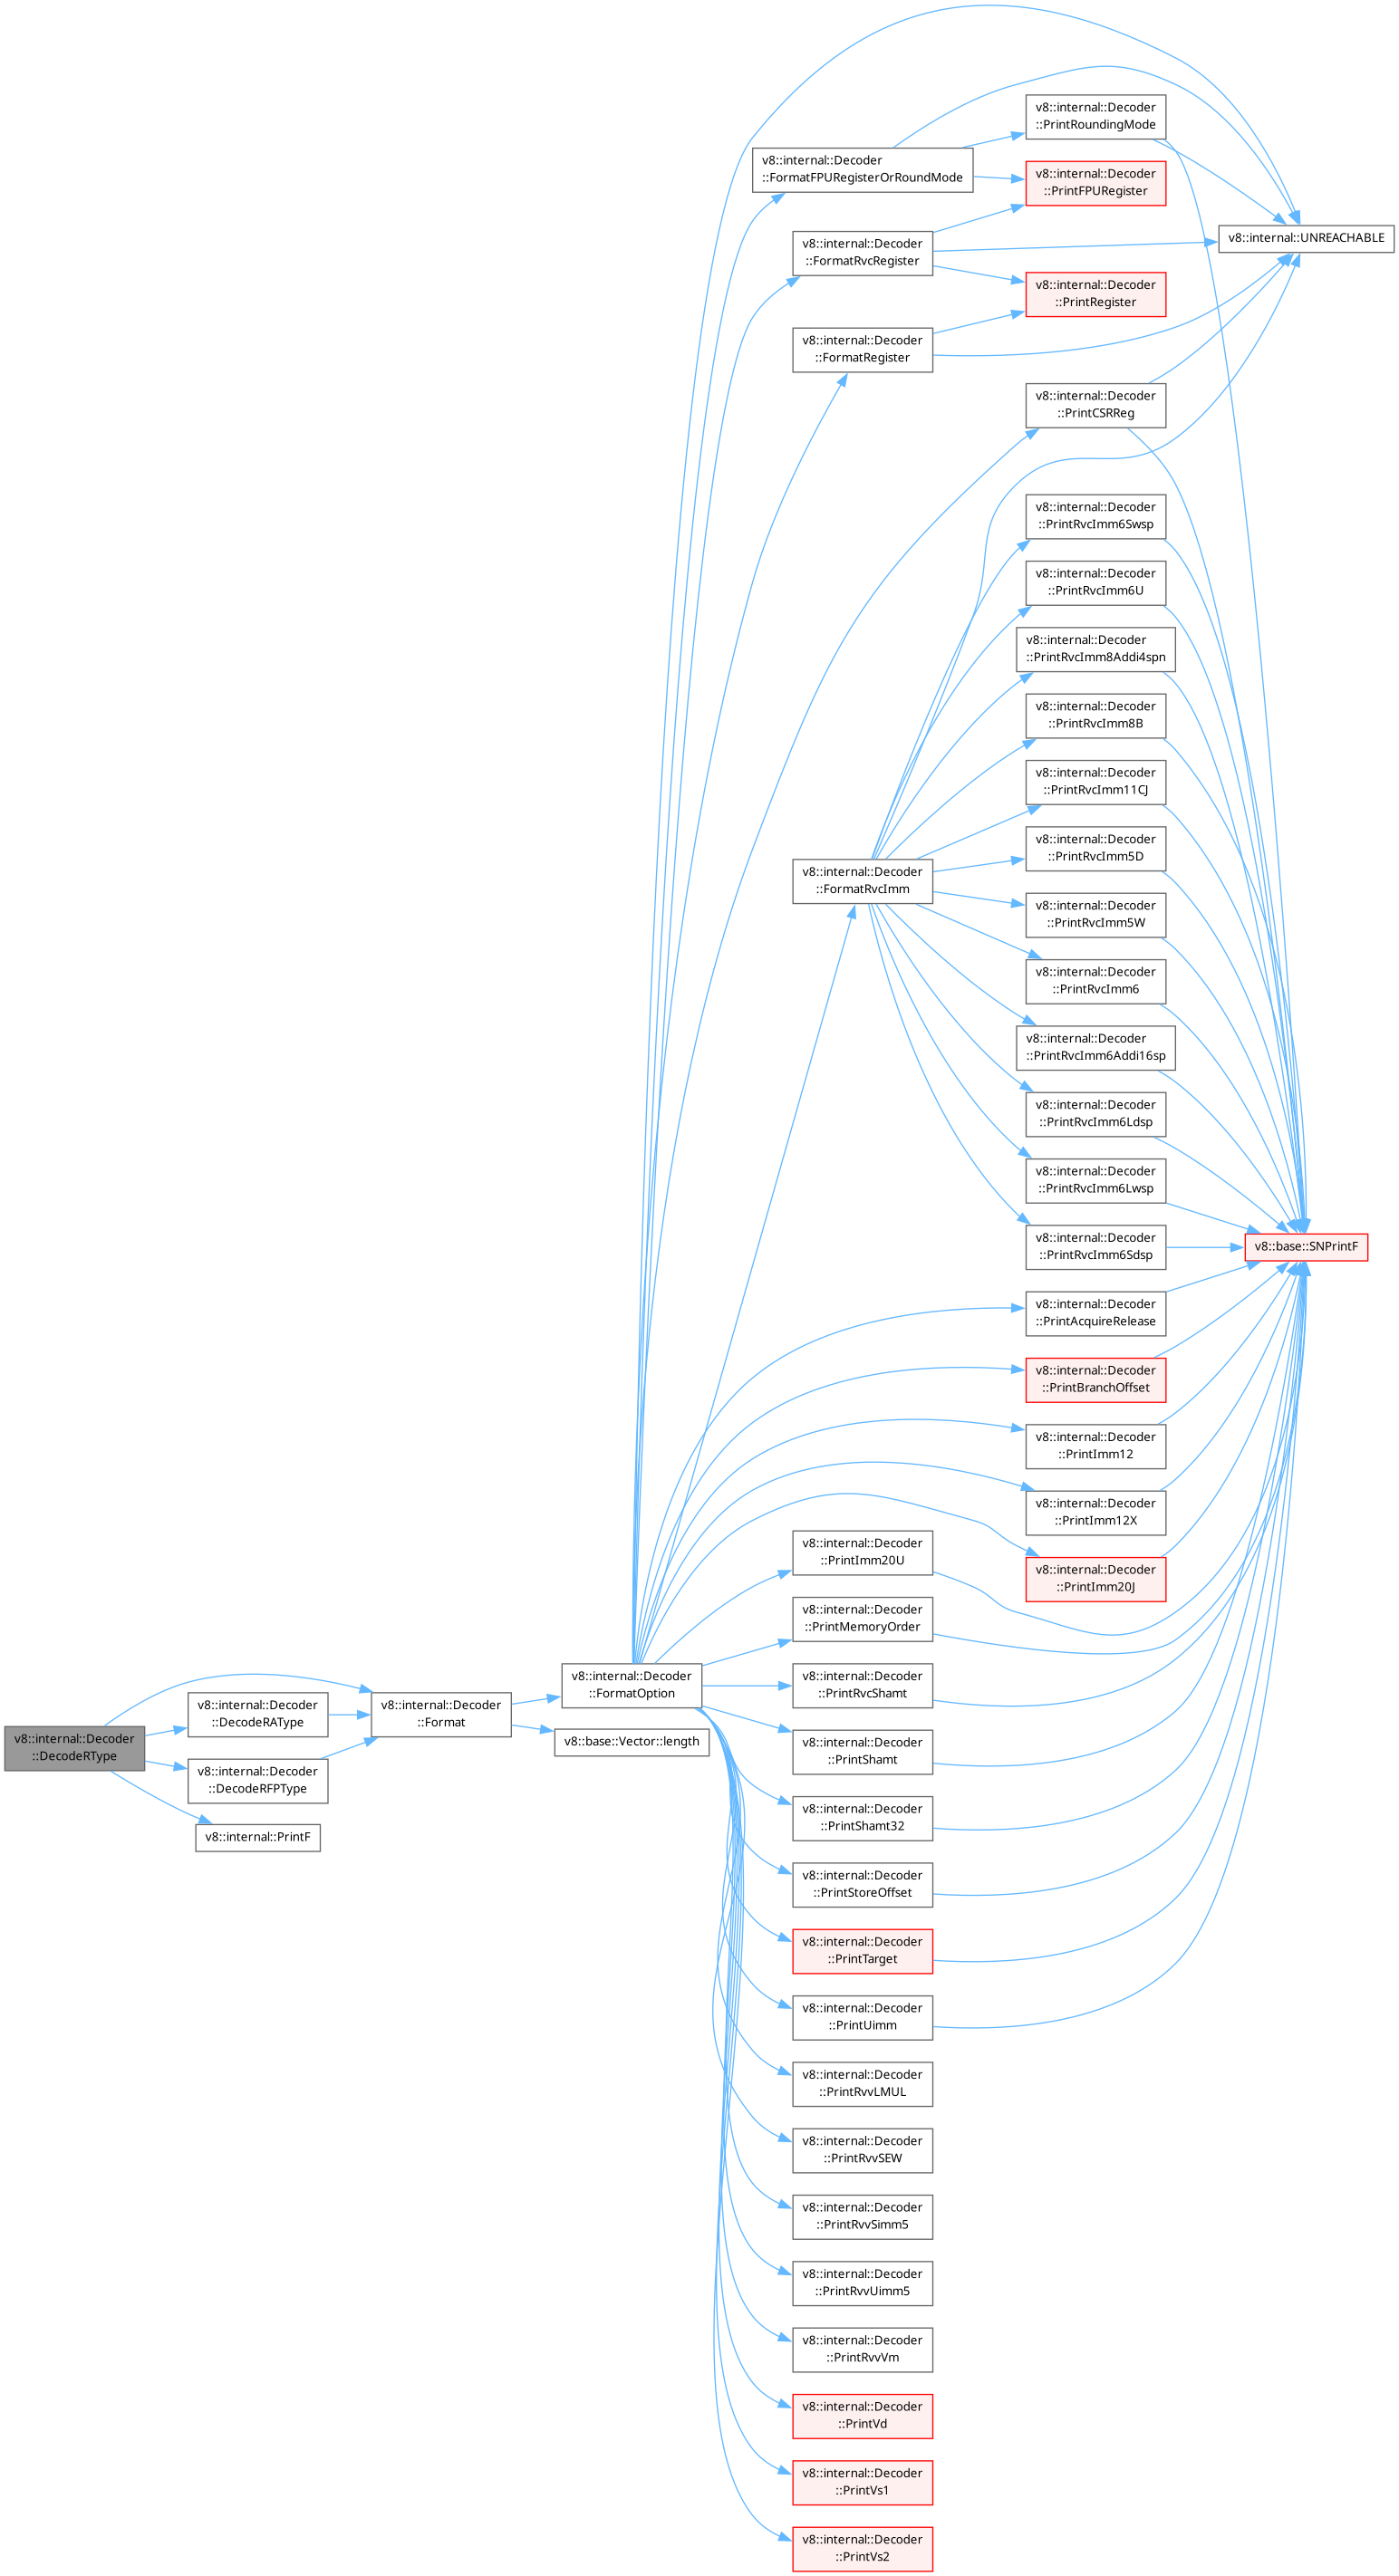 v8::internal::Decoder
::DecodeRType
v8::internal::Decoder
::DecodeRAType
v8::internal::Decoder
::DecodeRFPType
v8::internal::PrintF
v8::internal::Decoder
::Format
v8::internal::Decoder
::FormatOption
v8::base::Vector::length
v8::internal::Decoder
::FormatFPURegisterOrRoundMode
v8::internal::Decoder
::FormatRvcRegister
v8::internal::Decoder
::FormatRegister
v8::internal::Decoder
::FormatRvcImm
v8::internal::Decoder
::PrintImm20U
v8::internal::Decoder
::PrintMemoryOrder
v8::internal::Decoder
::PrintRvcShamt
v8::internal::Decoder
::PrintShamt
v8::internal::Decoder
::PrintShamt32
v8::internal::Decoder
::PrintStoreOffset
v8::internal::Decoder
::PrintTarget
v8::internal::Decoder
::PrintUimm
v8::internal::Decoder
::PrintRvvLMUL
v8::internal::Decoder
::PrintRvvSEW
v8::internal::Decoder
::PrintRvvSimm5
v8::internal::Decoder
::PrintRvvUimm5
v8::internal::Decoder
::PrintRvvVm
v8::internal::Decoder
::PrintVd
v8::internal::Decoder
::PrintVs1
v8::internal::Decoder
::PrintVs2
v8::internal::Decoder
::PrintRoundingMode
v8::internal::Decoder
::PrintFPURegister
v8::internal::Decoder
::PrintRegister
v8::internal::Decoder
::PrintCSRReg
v8::internal::Decoder
::PrintRvcImm6Swsp
v8::internal::Decoder
::PrintRvcImm6U
v8::internal::Decoder
::PrintRvcImm8Addi4spn
v8::internal::Decoder
::PrintRvcImm8B
v8::internal::Decoder
::PrintRvcImm11CJ
v8::internal::Decoder
::PrintRvcImm5D
v8::internal::Decoder
::PrintRvcImm5W
v8::internal::Decoder
::PrintRvcImm6
v8::internal::Decoder
::PrintRvcImm6Addi16sp
v8::internal::Decoder
::PrintRvcImm6Ldsp
v8::internal::Decoder
::PrintRvcImm6Lwsp
v8::internal::Decoder
::PrintRvcImm6Sdsp
v8::internal::Decoder
::PrintAcquireRelease
v8::internal::Decoder
::PrintBranchOffset
v8::internal::Decoder
::PrintImm12
v8::internal::Decoder
::PrintImm12X
v8::internal::Decoder
::PrintImm20J
v8::internal::UNREACHABLE
v8::base::SNPrintF